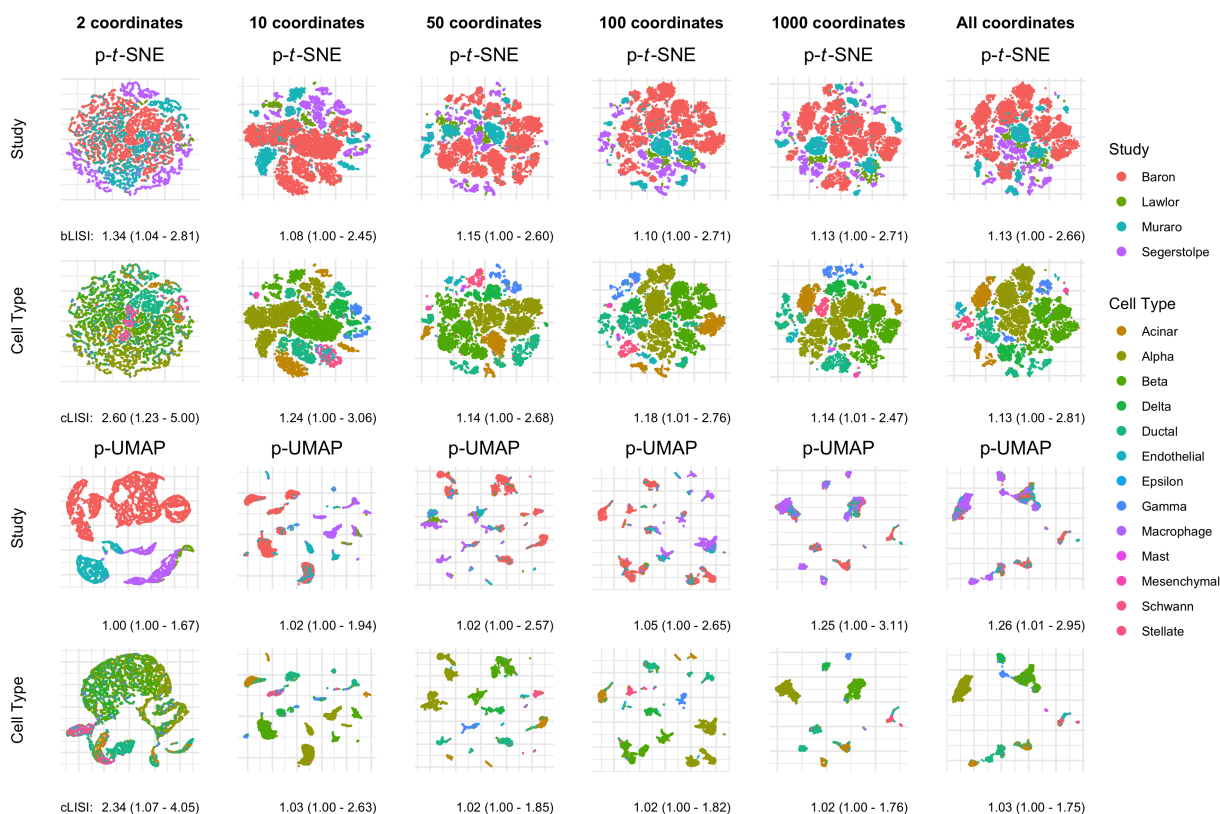 2 coordinates 10 coordinates 50 coordinates 100 coordinates 1000 coordinates All coordinates
p-t-SNE p-t-SNE p-t-SNE p-t-SNE p-t-SNE p-t-SNE
Study
bLISI: 1.34 (1.04 - 2.81) 1.08 (1.00 - 2.45) 1.15 (1.00 - 2.60) 1.10 (1.00 - 2.71) 1.13 (1.00 - 2.71) 1.13 (1.00 - 2.66)
Cell Type
cLISI: 2.60 (1.23 - 5.00) 1.24 (1.00 - 3.06) 1.14 (1.00 - 2.68) 1.18 (1.01 - 2.76) 1.14 (1.01 - 2.47) 1.13 (1.00 - 2.81)
p-UMAP p-UMAP p-UMAP p-UMAP p-UMAP p-UMAP
Study
1.00 (1.00 - 1.67) 1.02 (1.00 - 1.94) 1.02 (1.00 - 2.57) 1.05 (1.00 - 2.65) 1.25 (1.00 - 3.11) 1.26 (1.01 - 2.95)
Cell Type
cLISI: 2.34 (1.07 - 4.05) 1.03 (1.00 - 2.63) 1.02 (1.00 - 1.85) 1.02 (1.00 - 1.82) 1.02 (1.00 - 1.76) 1.03 (1.00 - 1.75)
Study
Baron
Lawlor
Muraro
Segerstolpe
Cell Type
Acinar
Alpha
Beta
Delta
Ductal
Endothelial
Epsilon
Gamma
Macrophage
Mast
Mesenchymal
Schwann
Stellate